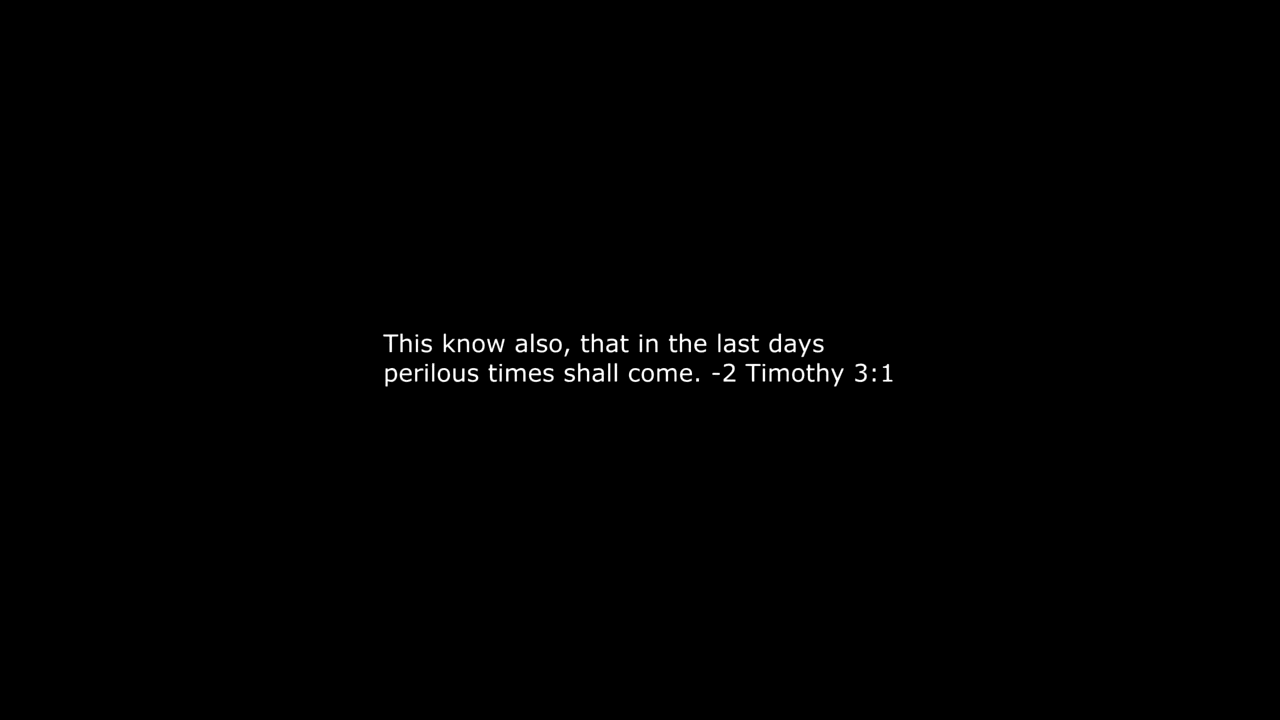 This know also, that in the last days
perilous times shall come. -2 Timothy 3:1